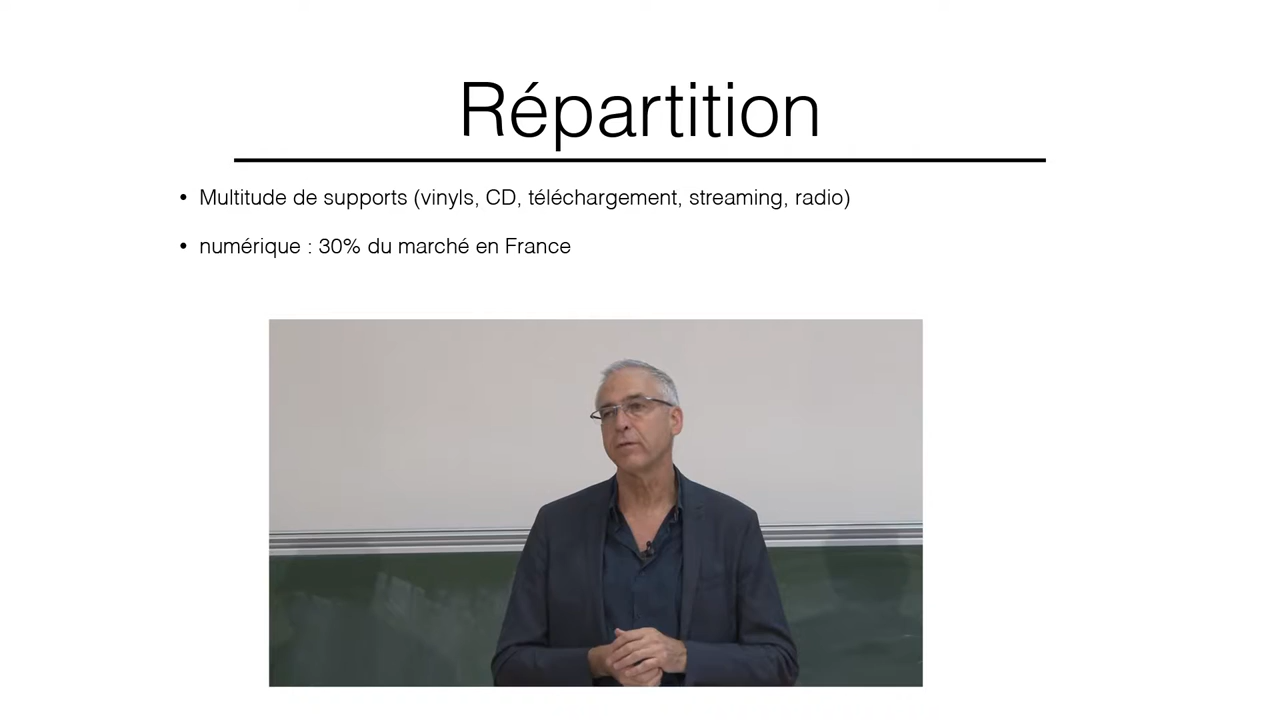 Répartition
• Multitude de supports (vinyls, CD, téléchargement, streaming, radio)
• numérique : 30% du marché en France